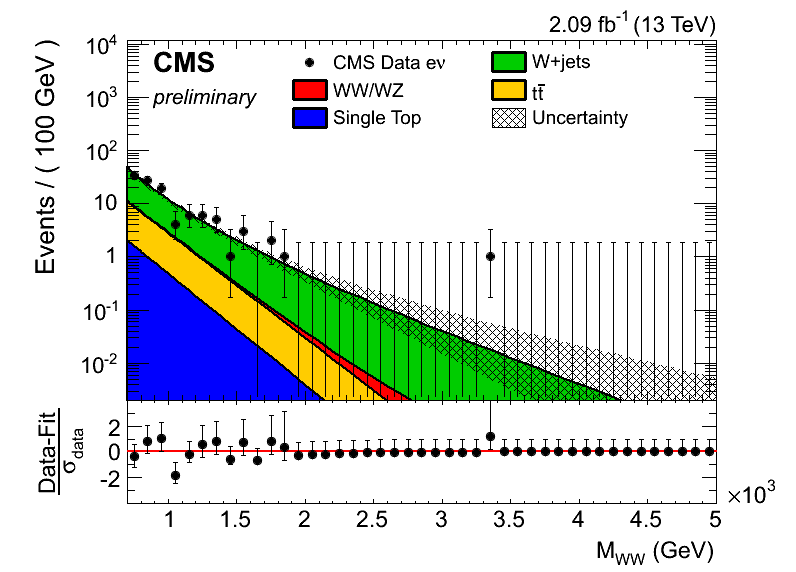 2.09 fb⁻¹ (13 TeV)
CMS
preliminary
CMS Data eν
WW/WZ
Single Top
W+jets
tt̄
Uncertainty
Events / ( 100 GeV )
10⁴
10³
10²
10
1
10⁻¹
10⁻²
Data-Fit
σdata
2
0
-2
1 1.5 2 2.5 3 3.5 4 4.5 5
×10³
M_WW (GeV)